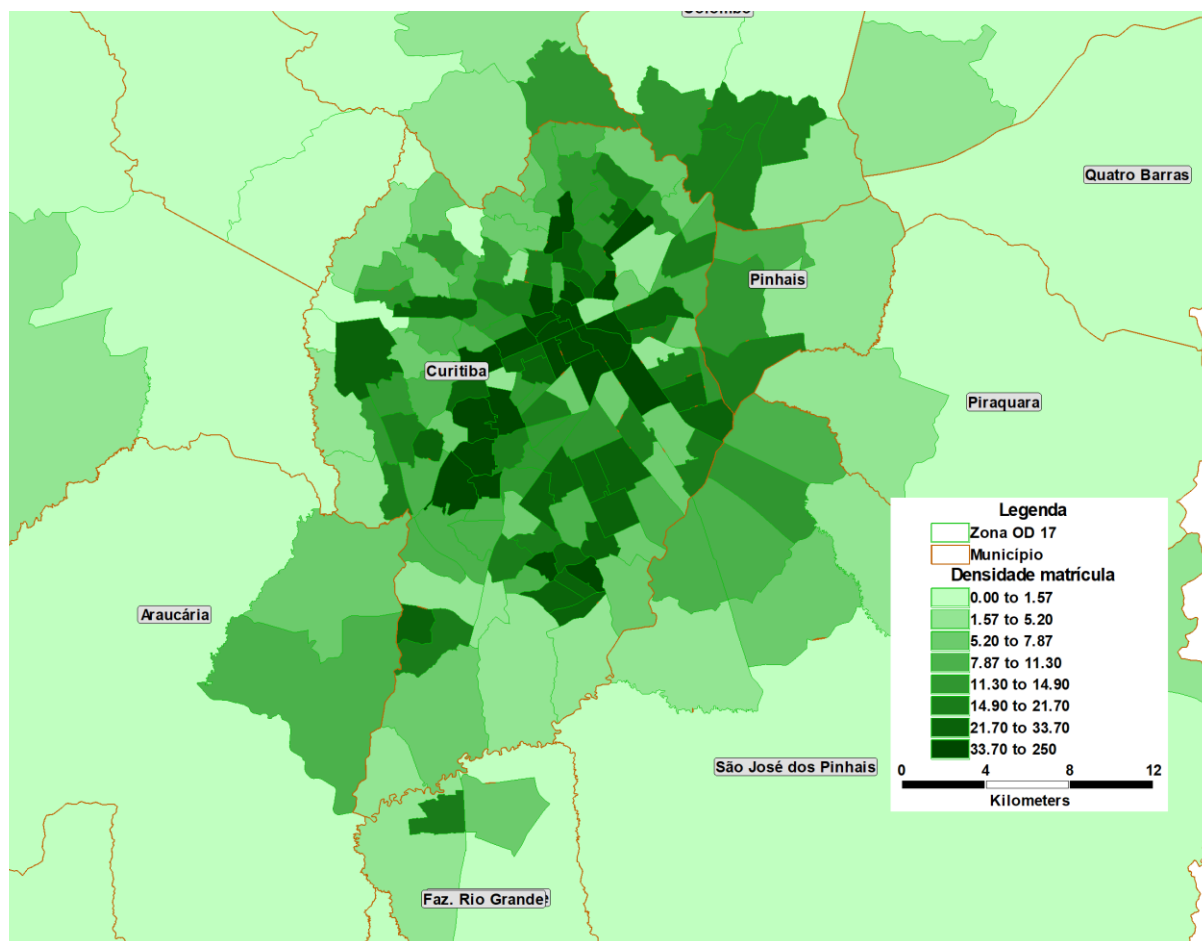 Quatro Barras
Pinhais
Curitiba
Piraquara
Araucária
São José dos Pinhais
Faz. Rio Grande
Legenda
Zona OD 17
Município
Densidade matrícula
0.00 to 1.57
1.57 to 5.20
5.20 to 7.87
7.87 to 11.30
11.30 to 14.90
14.90 to 21.70
21.70 to 33.70
33.70 to 250
0 4 8 12
Kilometers